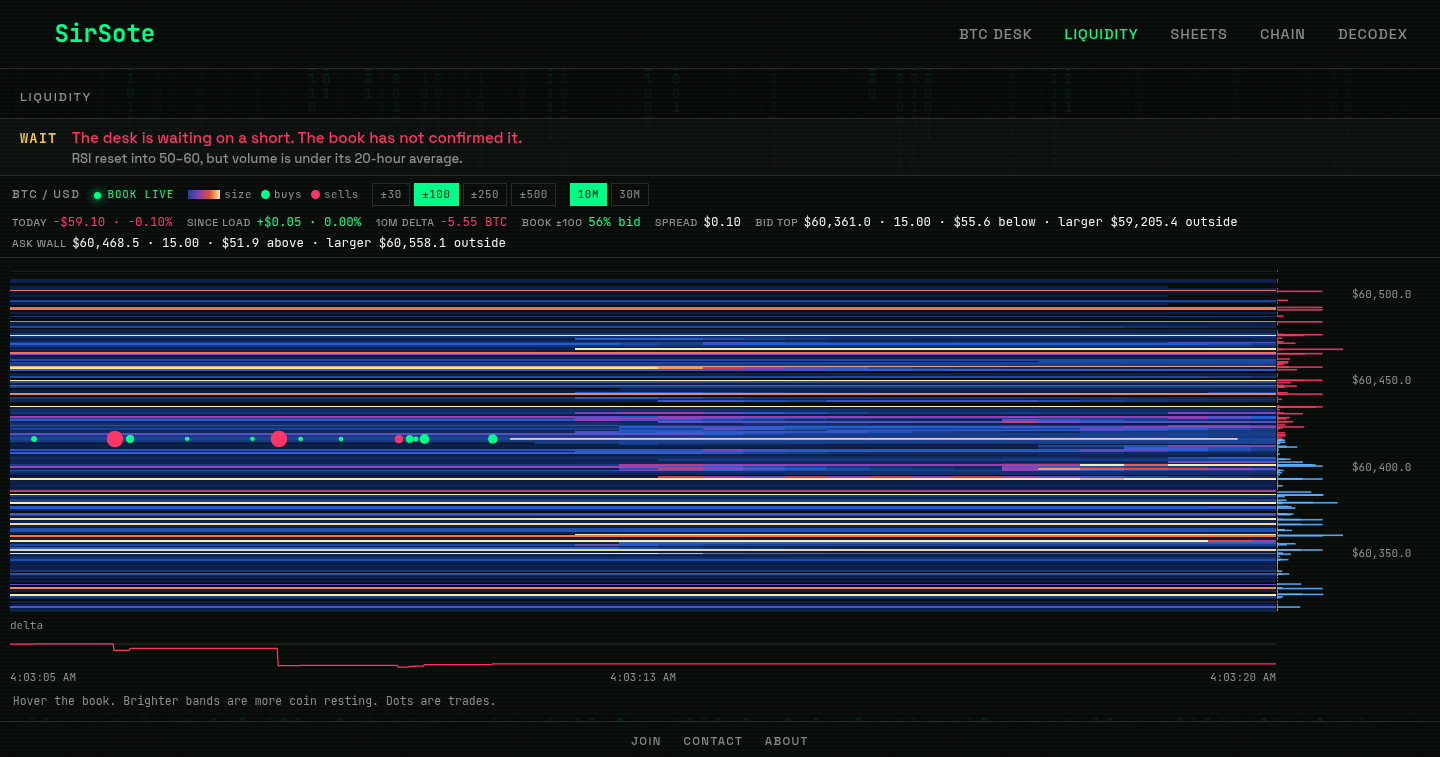 SirSote
BTC DESK LIQUIDITY SHEETS CHAIN DECODEX
LIQUIDITY
WAIT The desk is waiting on a short. The book has not confirmed it.
RSI reset into 50–60, but volume is under its 20-hour average.
BTC / USD BOOK LIVE size buys sells ±30 ±100 ±250 ±500 10M 30M
TODAY -$59.10 · -0.10% SINCE LOAD +$0.05 · 0.00% 10M DELTA -5.55 BTC BOOK ±100 56% bid SPREAD $0.10 BID TOP $60,361.0 · 15.00 · $55.6 below · larger $59,205.4 outside
ASK WALL $60,468.5 · 15.00 · $51.9 above · larger $60,558.1 outside
$60,500.0
$60,450.0
$60,400.0
$60,350.0
delta
4:03:05 AM 4:03:13 AM 4:03:20 AM
Hover the book. Brighter bands are more coin resting. Dots are trades.
JOIN CONTACT ABOUT